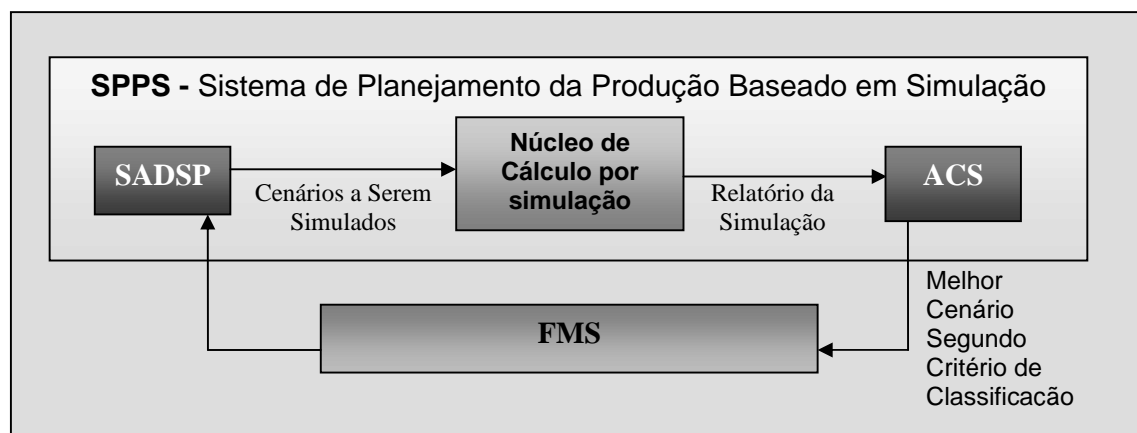 SPPS - Sistema de Planejamento da Produção Baseado em Simulação
SADSP
Cenários a Serem
Simulados
Núcleo de
Cálculo por
simulação
Relatório da
Simulação
ACS
Melhor
Cenário
Segundo
Critério de
Classificacão
FMS